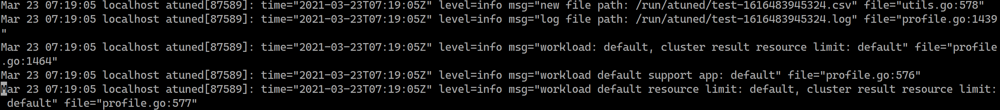 Mar 23 07:19:05 localhost atuned[87589]: time="2021-03-23T07:19:05Z" level=info msg="new file path: /run/atuned/test-1616483945324.csv" file="utils.go:578"
Mar 23 07:19:05 localhost atuned[87589]: time="2021-03-23T07:19:05Z" level=info msg="log file path: /run/atuned/test-1616483945324.log" file="profile.go:1439
"
Mar 23 07:19:05 localhost atuned[87589]: time="2021-03-23T07:19:05Z" level=info msg="workload: default, cluster result resource limit: default" file="profile
.go:1464"
Mar 23 07:19:05 localhost atuned[87589]: time="2021-03-23T07:19:05Z" level=info msg="workload default support app: default" file="profile.go:576"
Mar 23 07:19:05 localhost atuned[87589]: time="2021-03-23T07:19:05Z" level=info msg="workload default resource limit: default, cluster result resource limit:
 default" file="profile.go:577"